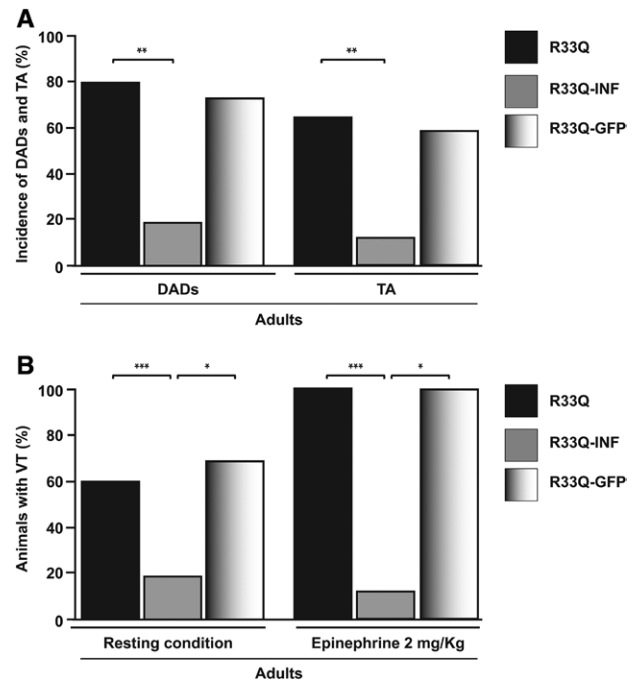 A
Incidence of DADs and TA (%)
100
80
60
40
20
0
**
**
DADs
TA
Adults
R33Q
R33Q-INF
R33Q-GFP
B
Animals with VT (%)
100
80
60
40
20
0
***
*
***
*
Resting condition
Epinephrine 2 mg/Kg
Adults
R33Q
R33Q-INF
R33Q-GFP